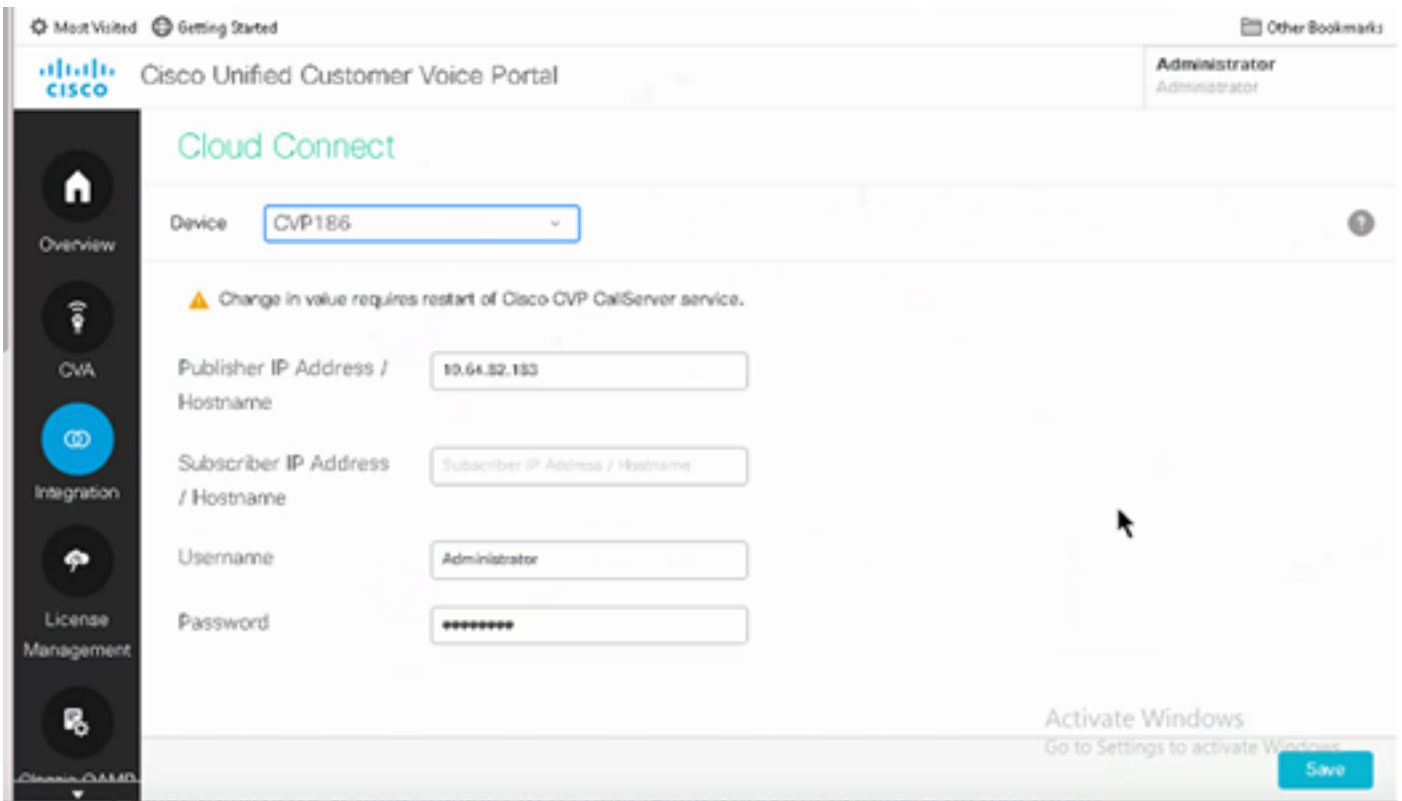 Most Visited Getting Started Other Bookmarks
CISCO Cisco Unified Customer Voice Portal
Administrator
Administrator
Cloud Connect
Overview
Device CVP186 ?
Change in value requires restart of Cisco CVP CallServer service.
CVA
Publisher IP Address / 10.64.82.183
Hostname
Integration
Subscriber IP Address Subscriber IP Address / Hostname
/ Hostname
Username Administrator
License
Management
Password
Activate Windows
Go to Settings to activate Windows.
Classic OAMP
Save